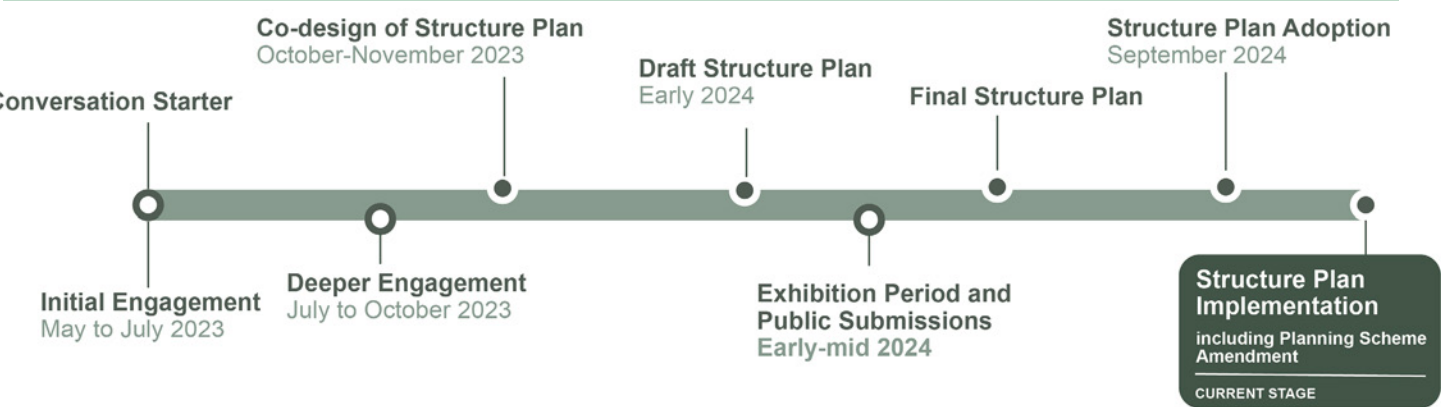 Conversation Starter
Initial Engagement
May to July 2023
Deeper Engagement
July to October 2023
Co-design of Structure Plan
October-November 2023
Draft Structure Plan
Early 2024
Exhibition Period and
Public Submissions
Early-mid 2024
Final Structure Plan
Structure Plan Adoption
September 2024
Structure Plan
Implementation
including Planning Scheme
Amendment
CURRENT STAGE